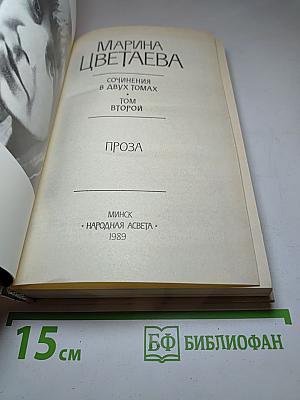 МАРИНА
ЦВЕТАЕВА
СОЧИНЕНИЯ
В ДВУХ ТОМАХ
•
ТОМ
ВТОРОЙ
ПРОЗА
МИНСК
• НАРОДНАЯ АСВЕТА •
1989
15 см
БФ БИБЛИОФАН